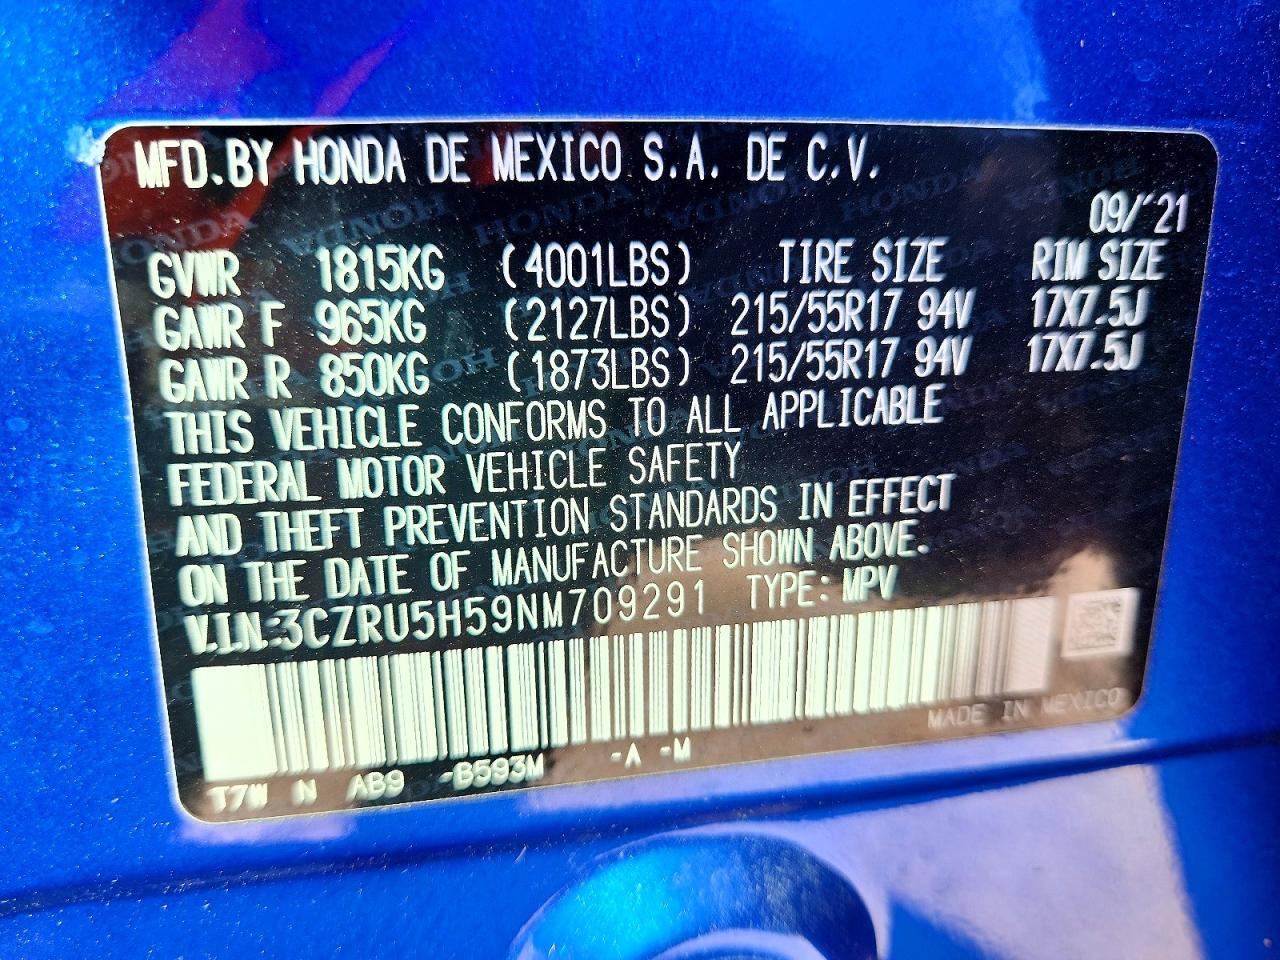 MFD.BY HONDA DE MEXICO S.A. DE C.V.
09/'21
GVWR 1815KG (4001LBS) TIRE SIZE RIM SIZE
GAWR F 965KG (2127LBS) 215/55R17 94V 17X7.5J
GAWR R 850KG (1873LBS) 215/55R17 94V 17X7.5J
THIS VEHICLE CONFORMS TO ALL APPLICABLE
FEDERAL MOTOR VEHICLE SAFETY
AND THEFT PREVENTION STANDARDS IN EFFECT
ON THE DATE OF MANUFACTURE SHOWN ABOVE.
V.I.N.:3CZRU5H59NM709291 TYPE: MPV
MADE IN MEXICO
T7W N AB9 -B593M -A -M